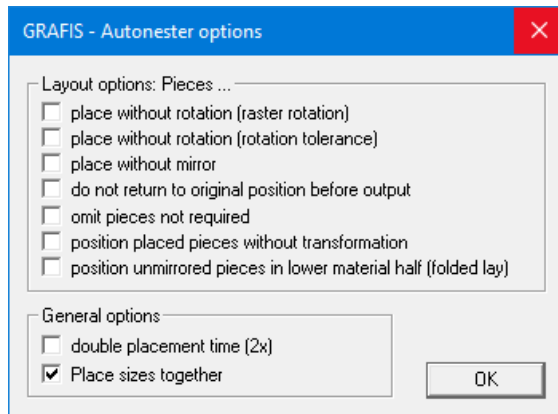 GRAFIS - Autonester options
Layout options: Pieces ...
place without rotation (raster rotation)
place without rotation (rotation tolerance)
place without mirror
do not return to original position before output
omit pieces not required
position placed pieces without transformation
position unmirrored pieces in lower material half (folded lay)
General options
double placement time (2x)
Place sizes together
OK